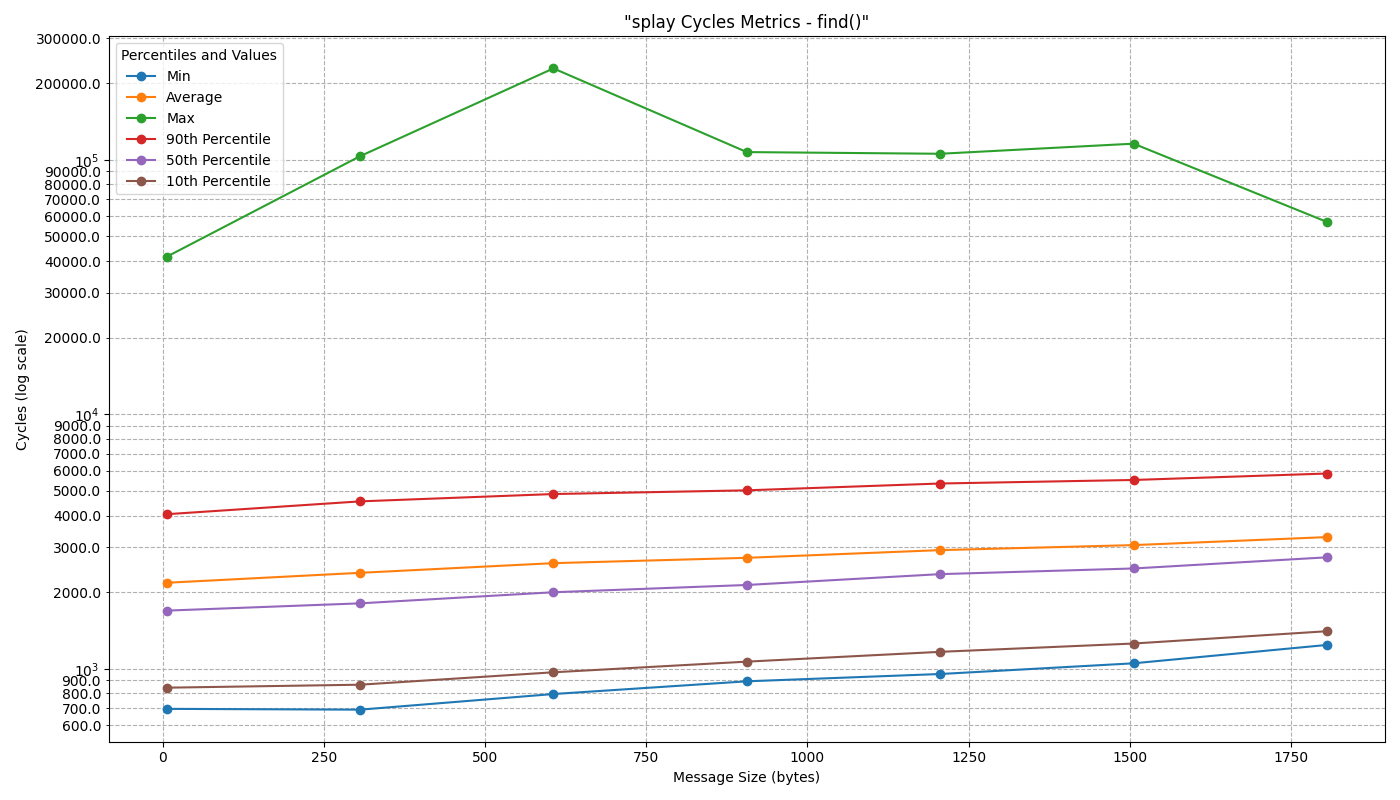 "splay Cycles Metrics - find()"
Percentiles and Values
Min
Average
Max
90th Percentile
50th Percentile
10th Percentile
300000.0
200000.0
10^5
90000.0
80000.0
70000.0
60000.0
50000.0
40000.0
30000.0
20000.0
10^4
9000.0
8000.0
7000.0
6000.0
5000.0
4000.0
3000.0
2000.0
10^3
900.0
800.0
700.0
600.0
Cycles (log scale)
0 250 500 750 1000 1250 1500 1750
Message Size (bytes)